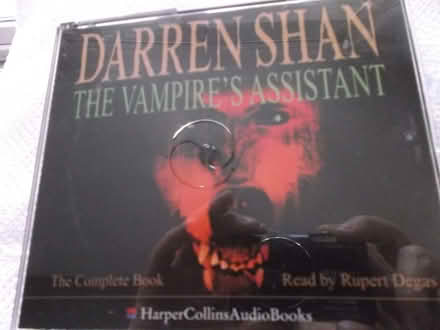 DARREN SHAN
THE VAMPIRE'S ASSISTANT
The Complete Book Read by Rupert Degas
HarperCollinsAudioBooks